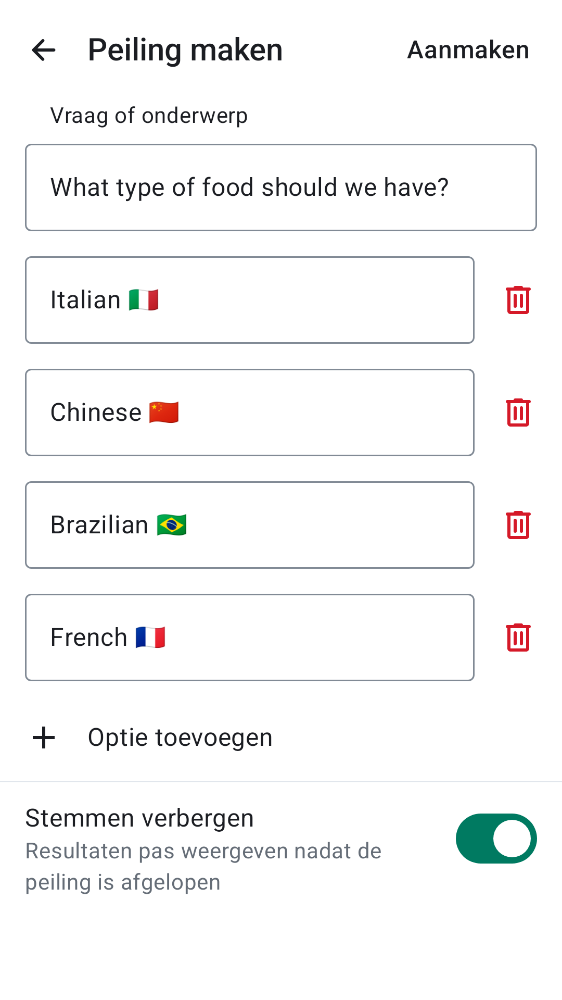 Peiling maken
Aanmaken
Vraag of onderwerp
What type of food should we have?
Italian 🇮🇹
Chinese 🇨🇳
Brazilian 🇧🇷
French 🇫🇷
Optie toevoegen
Stemmen verbergen
Resultaten pas weergeven nadat de
peiling is afgelopen